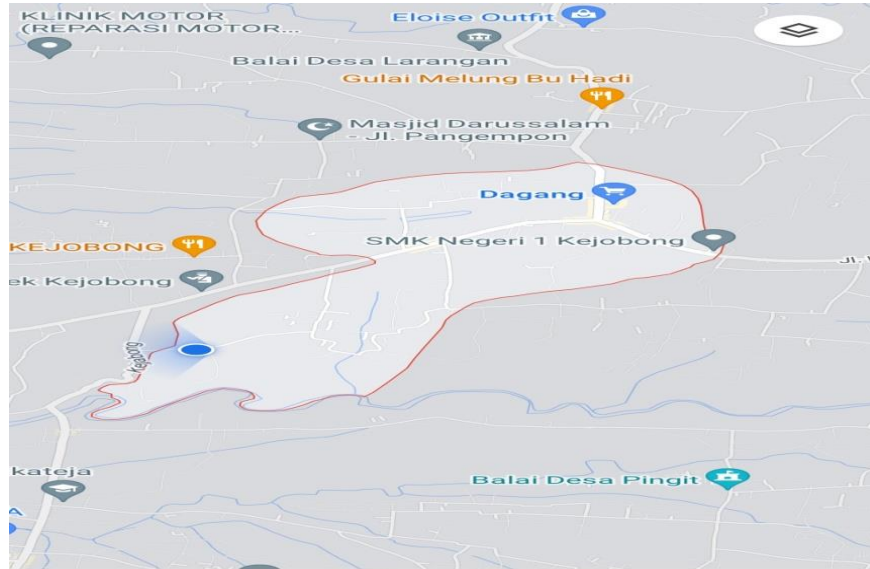 KLINIK MOTOR
(REPARASI MOTOR...
Eloise Outfit
Balai Desa Larangan
Gulai Melung Bu Hadi
Masjid Darussalam
- Jl. Pangempon
Dagang
KEJOBONG
SMK Negeri 1 Kejobong
ek Kejobong
Kejobong
kateja
Balai Desa Pingit
A